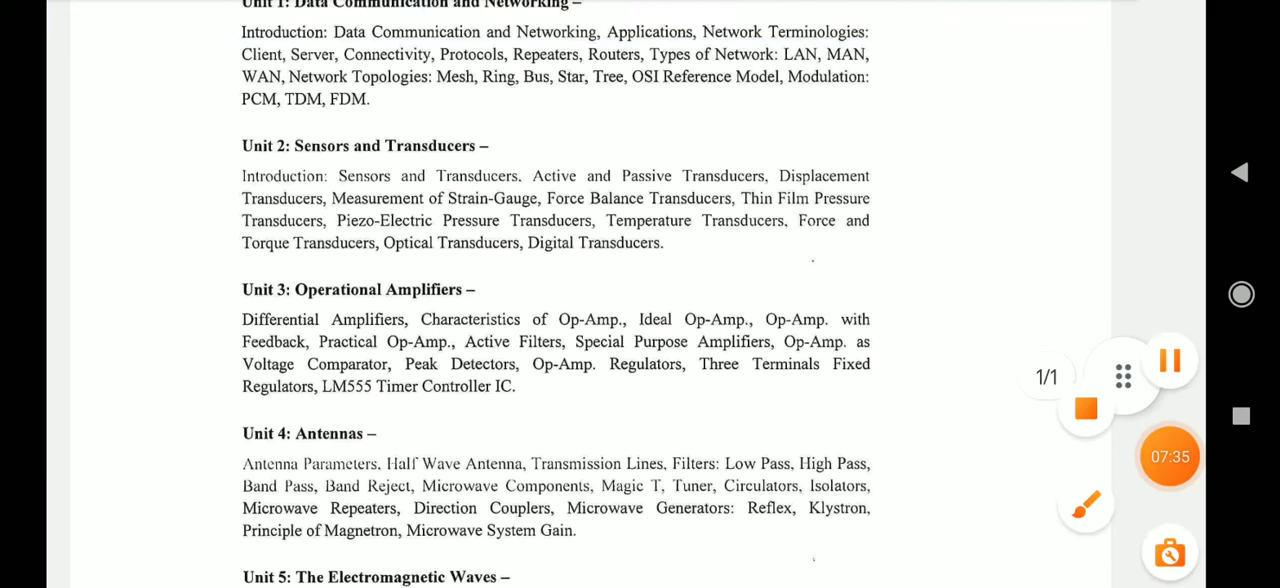 Unit 1: Data Communication and Networking –
Introduction: Data Communication and Networking, Applications, Network Terminologies:
Client, Server, Connectivity, Protocols, Repeaters, Routers, Types of Network: LAN, MAN,
WAN, Network Topologies: Mesh, Ring, Bus, Star, Tree, OSI Reference Model, Modulation:
PCM, TDM, FDM.
Unit 2: Sensors and Transducers –
Introduction: Sensors and Transducers. Active and Passive Transducers, Displacement
Transducers, Measurement of Strain-Gauge, Force Balance Transducers, Thin Film Pressure
Transducers, Piezo-Electric Pressure Transducers, Temperature Transducers. Force and
Torque Transducers, Optical Transducers, Digital Transducers.
Unit 3: Operational Amplifiers –
Differential Amplifiers, Characteristics of Op-Amp., Ideal Op-Amp., Op-Amp. with
Feedback, Practical Op-Amp., Active Filters, Special Purpose Amplifiers, Op-Amp. as
Voltage Comparator, Peak Detectors, Op-Amp. Regulators, Three Terminals Fixed
Regulators, LM555 Timer Controller IC.
1/1
07:35
Unit 4: Antennas –
Antenna Parameters. Half Wave Antenna, Transmission Lines, Filters: Low Pass, High Pass,
Band Pass, Band Reject, Microwave Components, Magic T, Tuner, Circulators, Isolators,
Microwave Repeaters, Direction Couplers, Microwave Generators: Reflex, Klystron,
Principle of Magnetron, Microwave System Gain.
Unit 5: The Electromagnetic Waves –